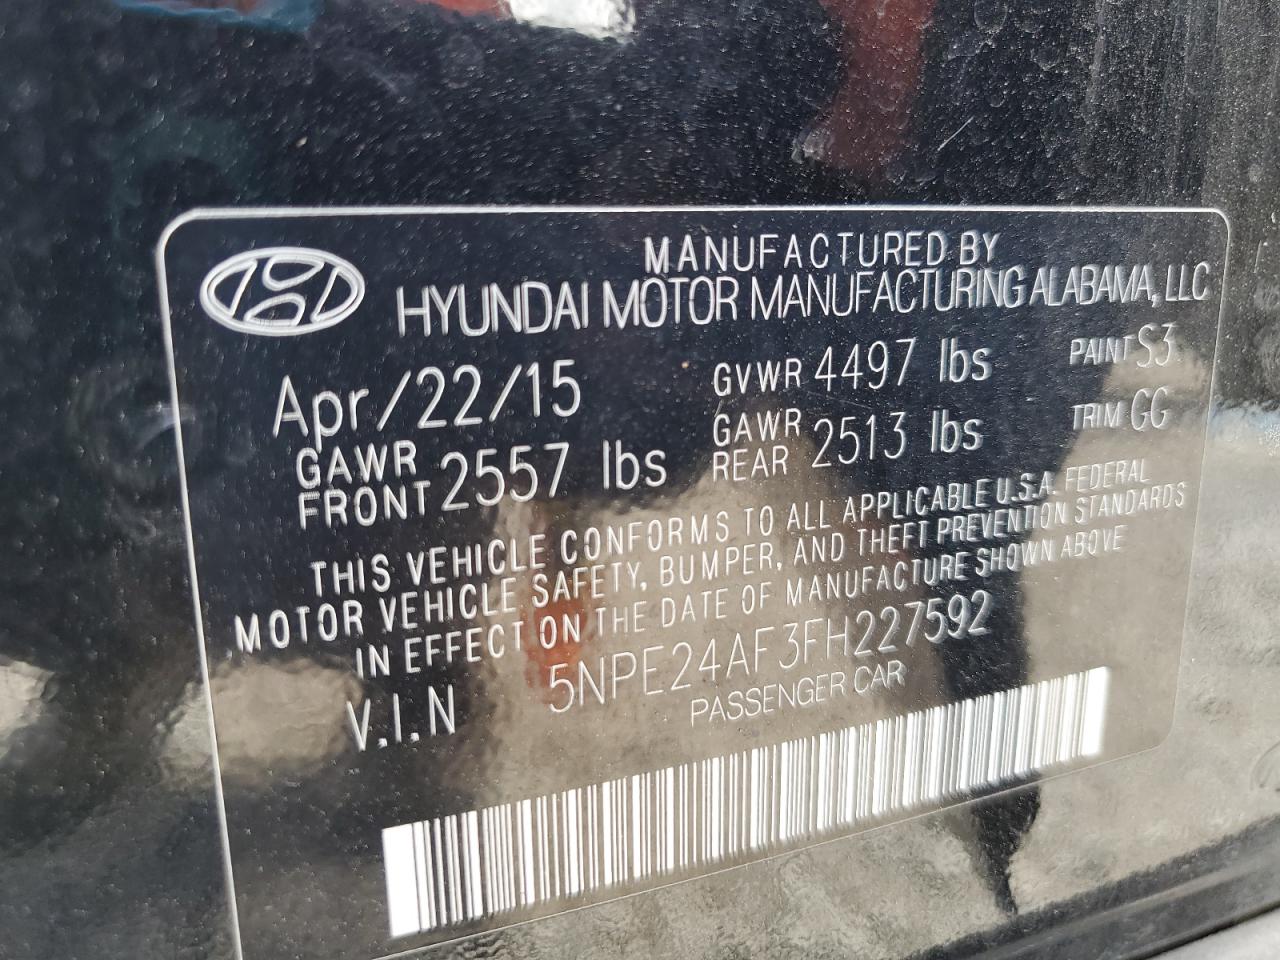 MANUFACTURED BY
HYUNDAI MOTOR MANUFACTURING ALABAMA, LLC
Apr/22/15 GVWR 4497 lbs PAINT S3
GAWR FRONT 2557 lbs GAWR REAR 2513 lbs TRIM GG
THIS VEHICLE CONFORMS TO ALL APPLICABLE U.S.A. FEDERAL
MOTOR VEHICLE SAFETY, BUMPER, AND THEFT PREVENTION STANDARDS
IN EFFECT ON THE DATE OF MANUFACTURE SHOWN ABOVE
V.I.N 5NPE24AF3FH227592
PASSENGER CAR